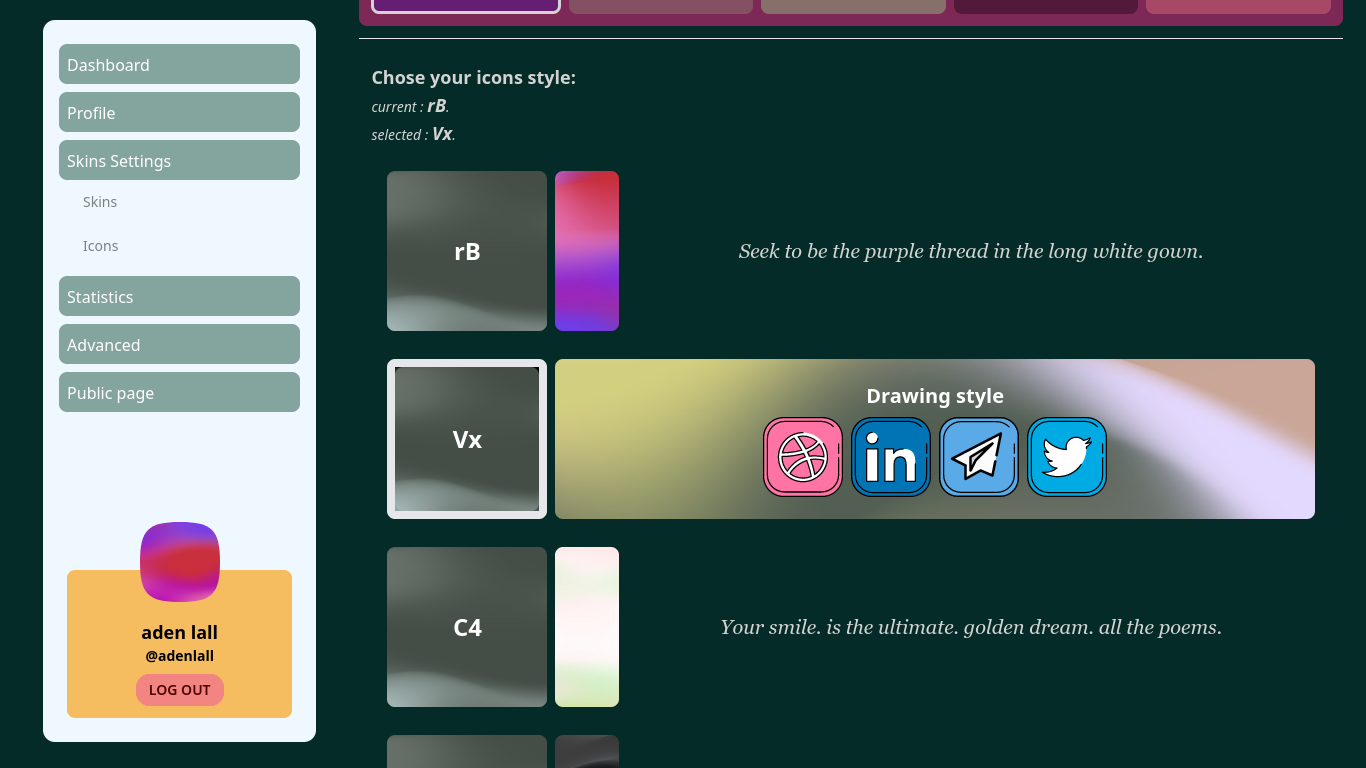 Dashboard
Profile
Skins Settings
Skins
Icons
Statistics
Advanced
Public page
aden lall
@adenlall
LOG OUT
Chose your icons style:
current : rB.
selected : Vx.
rB
Seek to be the purple thread in the long white gown.
Vx
Drawing style
in
C4
Your smile. is the ultimate. golden dream. all the poems.